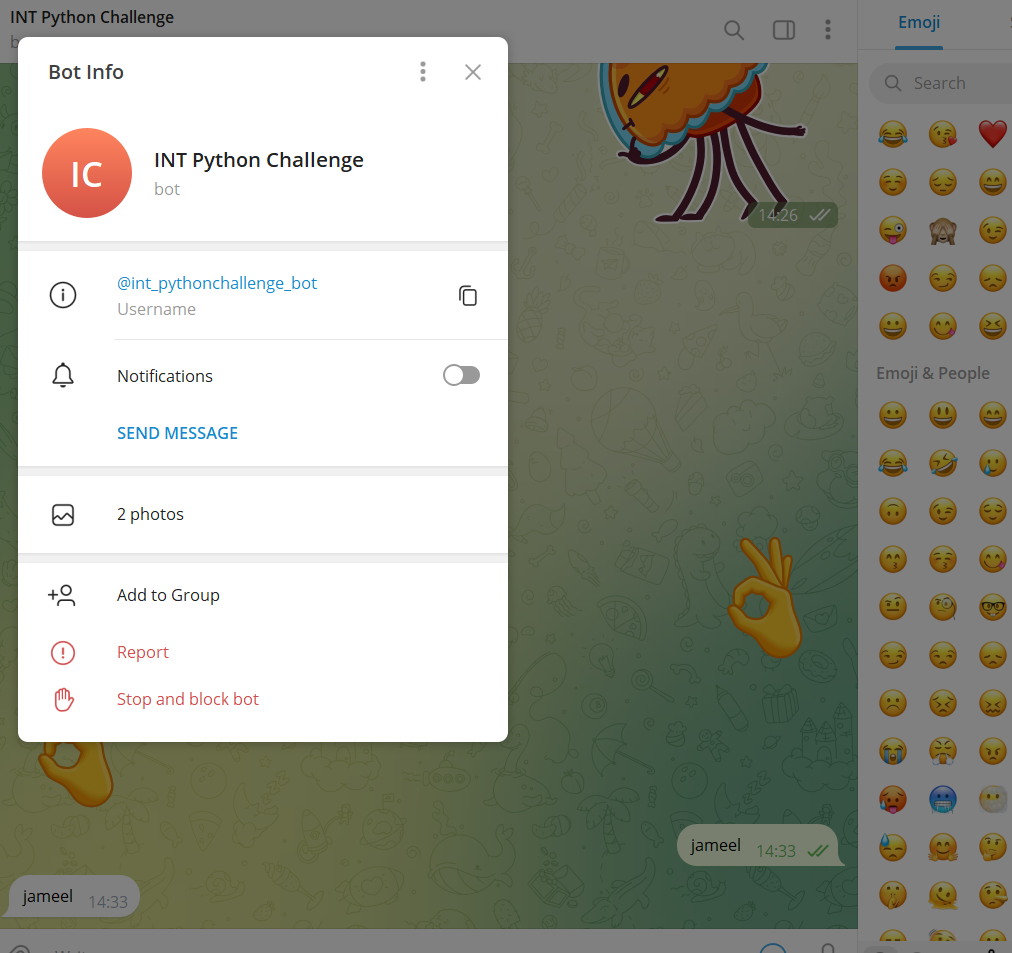 INT Python Challenge
Bot Info
IC
INT Python Challenge
bot
@int_pythonchallenge_bot
Username
Notifications
SEND MESSAGE
2 photos
Add to Group
Report
Stop and block bot
14:26
jameel 14:33
jameel 14:33
Emoji
Search
Emoji & People